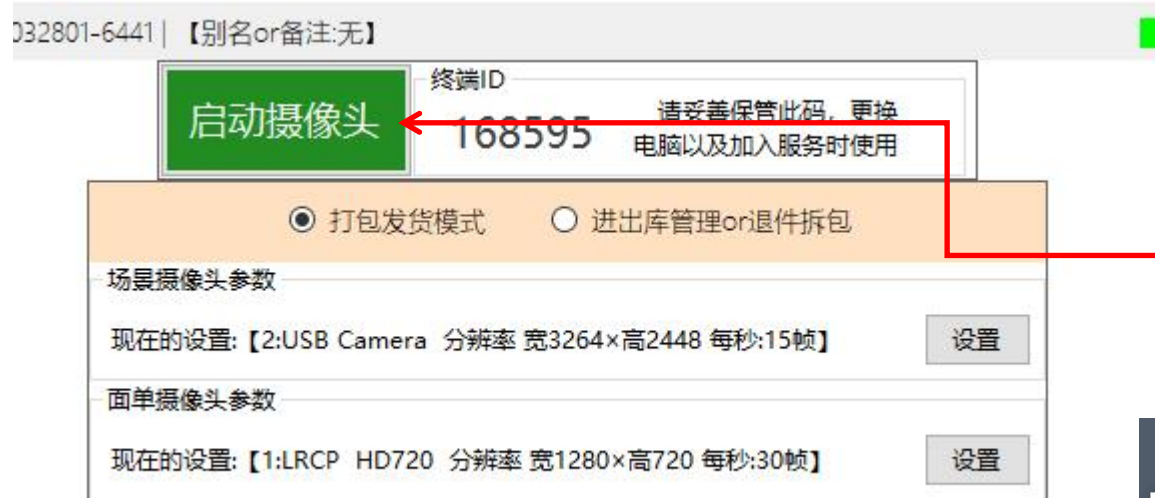 032801-6441| 【别名or备注:无】
启动摄像头
终端ID
168595
请妥善保管此码，更换
电脑以及加入服务时使用
打包发货模式
进出库管理or退件拆包
场景摄像头参数
现在的设置:【2:USB Camera 分辨率 宽3264×高2448 每秒:15帧】
设置
面单摄像头参数
现在的设置:【1:LRCP HD720 分辨率 宽1280×高720 每秒:30帧】
设置